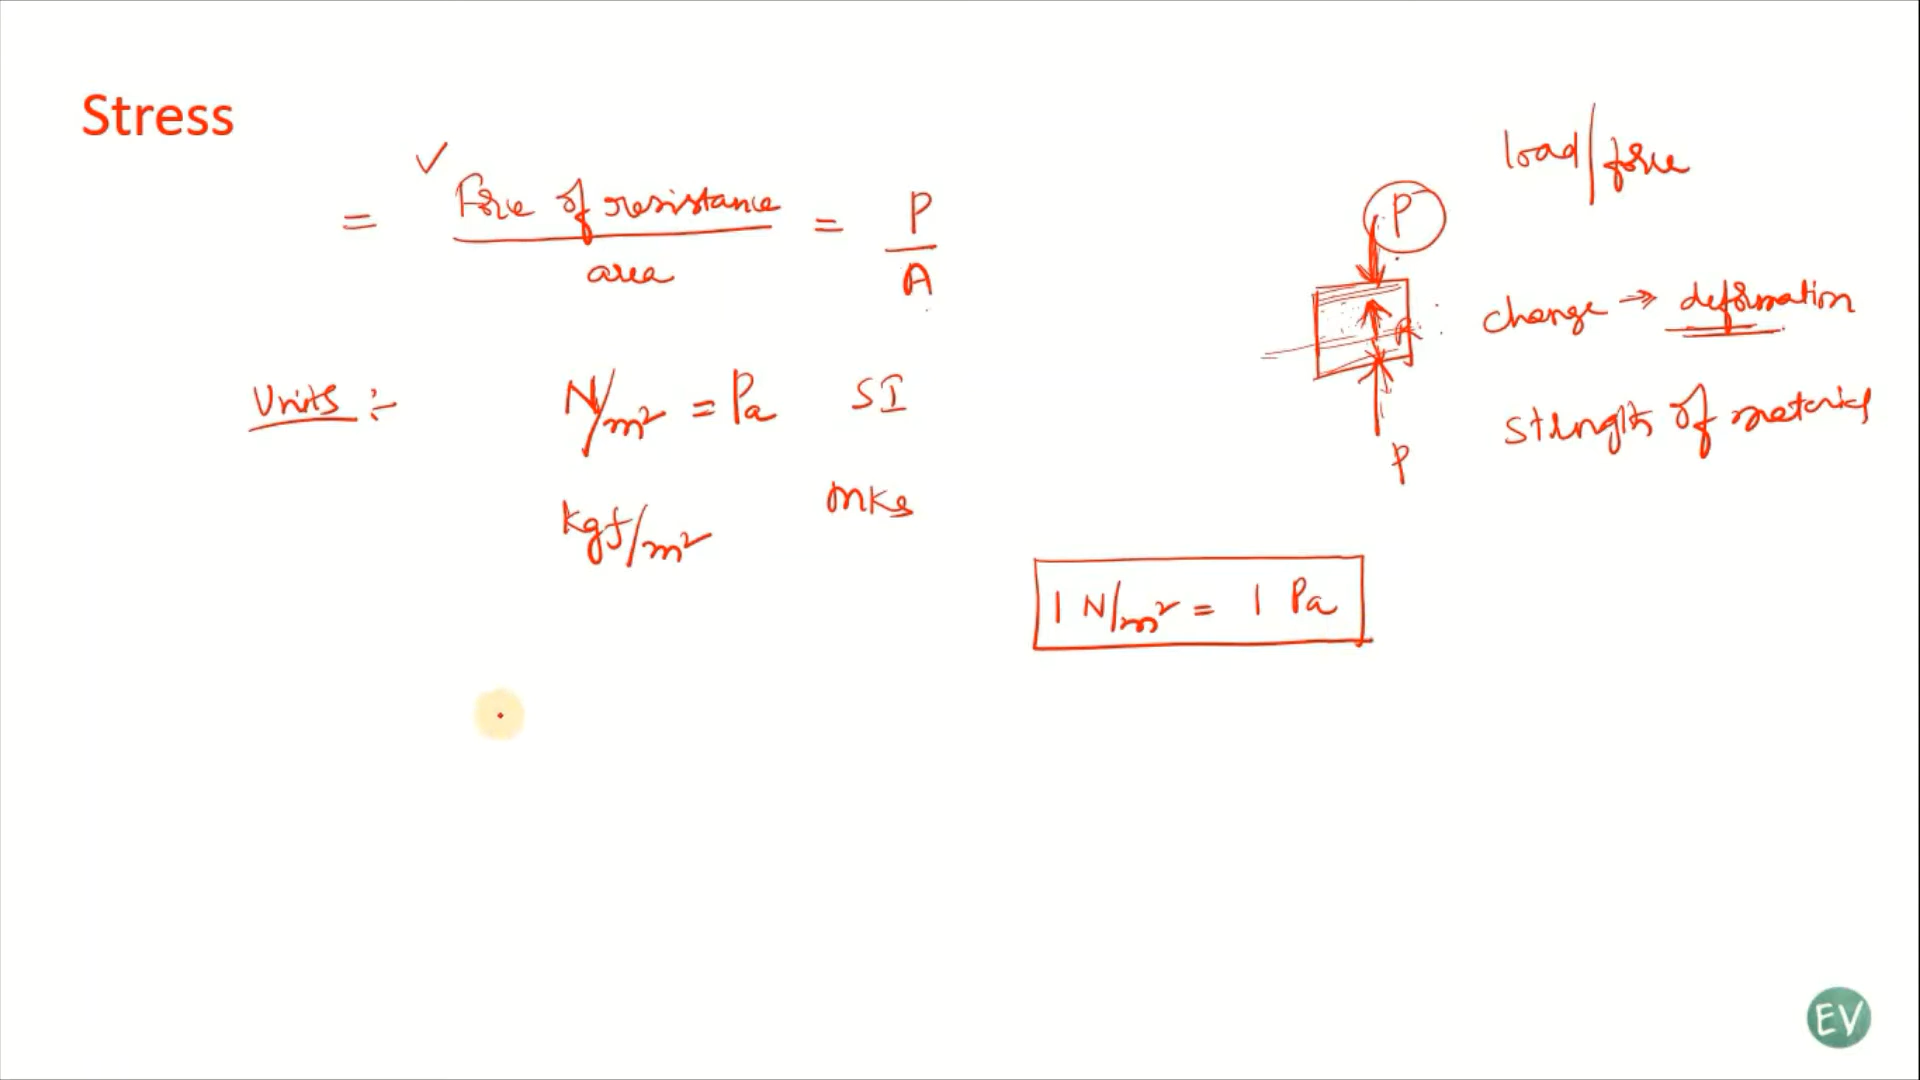 Stress
= Force of resistance / area = P / A
Units :-
N/m² = Pa SI
kgf/m² MKS
1 N/m² = 1 Pa
load/force
P
A
P
change → deformation
strength of material
EV